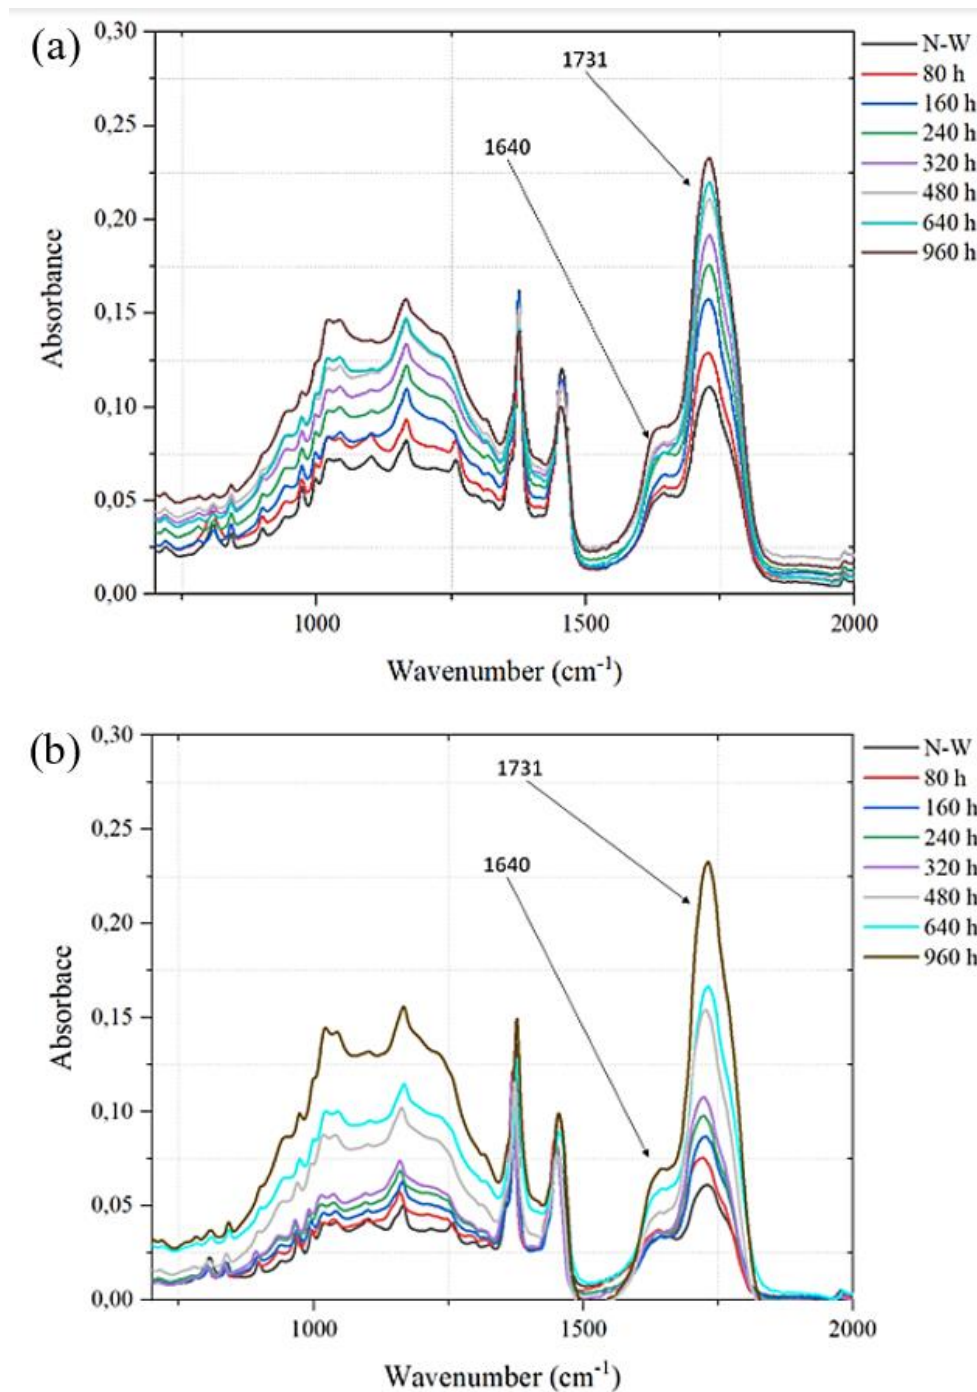 (a)
0,30
0,25
0,20
0,15
0,10
0,05
0,00
Absorbance
1731
1640
N-W
80 h
160 h
240 h
320 h
480 h
640 h
960 h
1000
1500
2000
Wavenumber (cm⁻¹)
(b)
0,30
0,25
0,20
0,15
0,10
0,05
0,00
Absorbace
1731
1640
N-W
80 h
160 h
240 h
320 h
480 h
640 h
960 h
1000
1500
2000
Wavenumber (cm⁻¹)